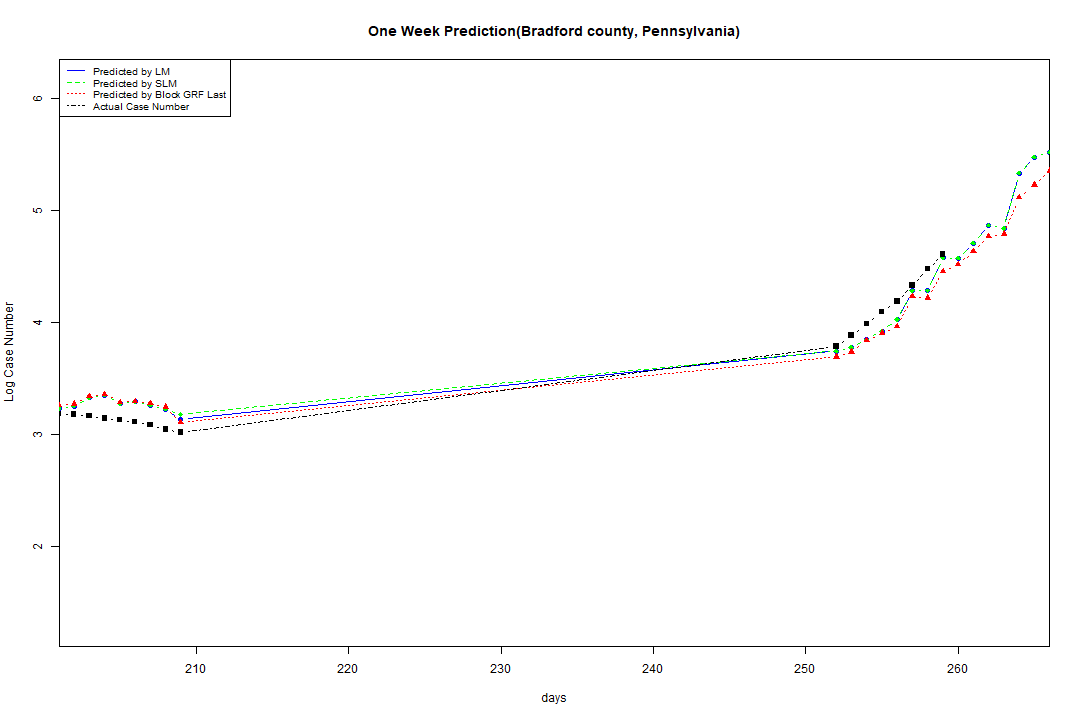 One Week Prediction(Bradford county, Pennsylvania)
Predicted by LM
Predicted by SLM
Predicted by Block GRF Last
Actual Case Number
Log Case Number
6
5
4
3
2
210 220 230 240 250 260
days